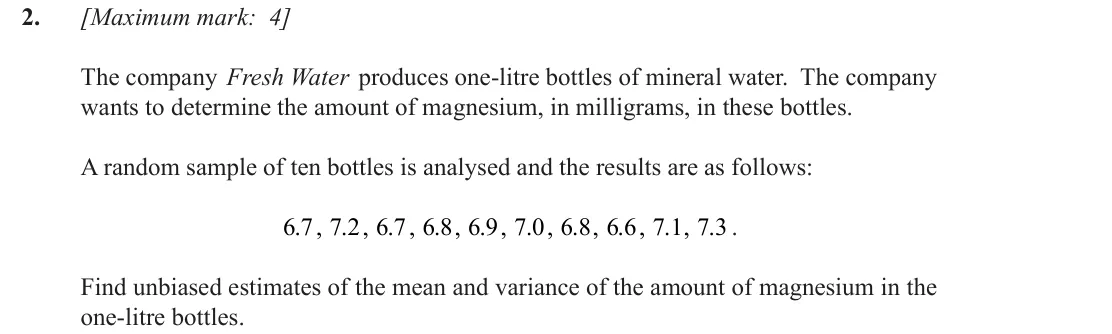 2. [Maximum mark: 4]
The company Fresh Water produces one-litre bottles of mineral water. The company
wants to determine the amount of magnesium, in milligrams, in these bottles.
A random sample of ten bottles is analysed and the results are as follows:
6.7, 7.2, 6.7, 6.8, 6.9, 7.0, 6.8, 6.6, 7.1, 7.3.
Find unbiased estimates of the mean and variance of the amount of magnesium in the
one-litre bottles.